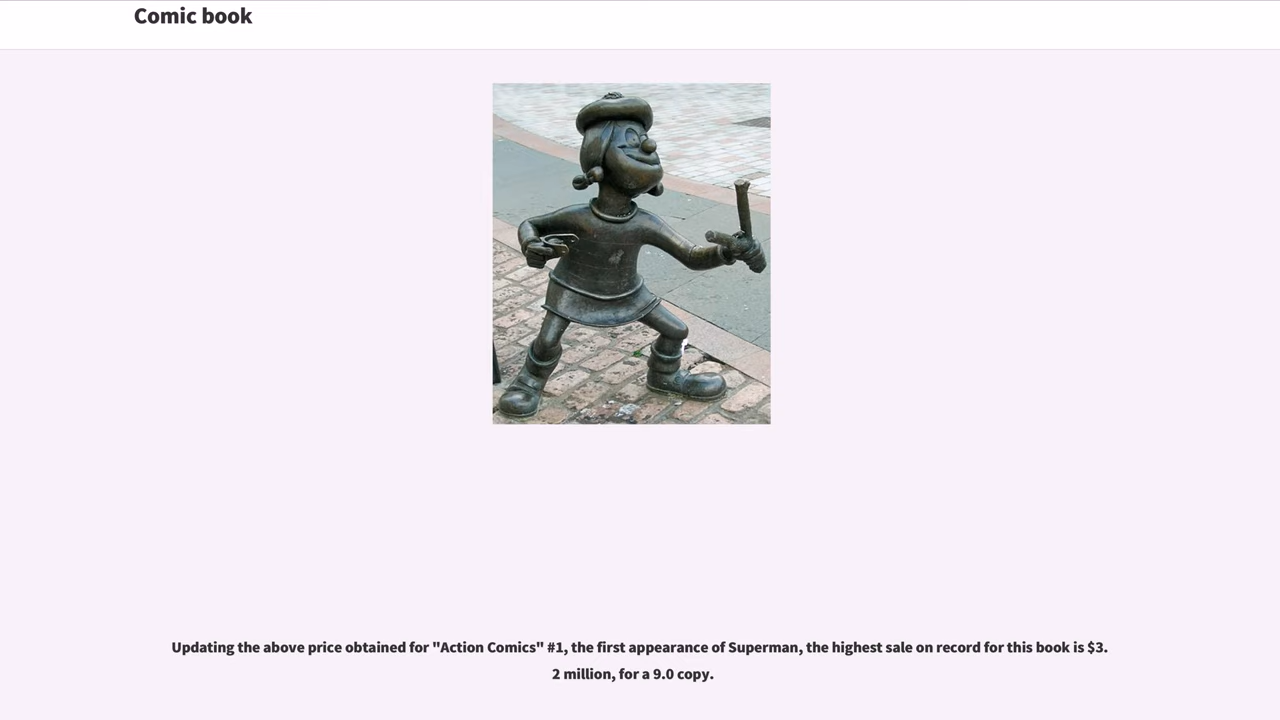 Comic book
Updating the above price obtained for "Action Comics" #1, the first appearance of Superman, the highest sale on record for this book is $3.
2 million, for a 9.0 copy.